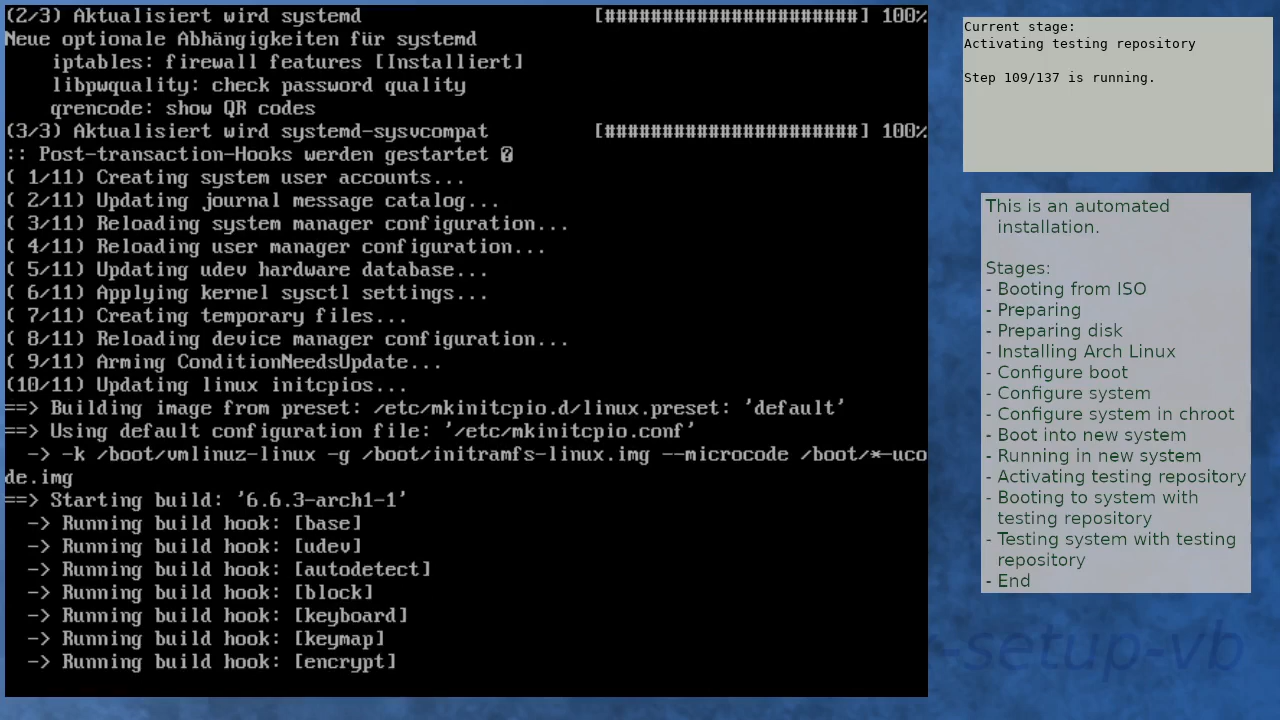 (2/3) Aktualisiert wird systemd [######################] 100%
Neue optionale Abhängigkeiten für systemd
iptables: firewall features [Installiert]
libpwquality: check password quality
qrencode: show QR codes
(3/3) Aktualisiert wird systemd-sysvcompat [######################] 100%
:: Post-transaction-Hooks werden gestartet �
( 1/11) Creating system user accounts...
( 2/11) Updating journal message catalog...
( 3/11) Reloading system manager configuration...
( 4/11) Reloading user manager configuration...
( 5/11) Updating udev hardware database...
( 6/11) Applying kernel sysctl settings...
( 7/11) Creating temporary files...
( 8/11) Reloading device manager configuration...
( 9/11) Arming ConditionNeedsUpdate...
(10/11) Updating linux initcpios...
==> Building image from preset: /etc/mkinitcpio.d/linux.preset: 'default'
==> Using default configuration file: '/etc/mkinitcpio.conf'
-> -k /boot/vmlinuz-linux -g /boot/initramfs-linux.img --microcode /boot/*-uco
de.img
==> Starting build: '6.6.3-arch1-1'
-> Running build hook: [base]
-> Running build hook: [udev]
-> Running build hook: [autodetect]
-> Running build hook: [block]
-> Running build hook: [keyboard]
-> Running build hook: [keymap]
-> Running build hook: [encrypt]
Current stage:
Activating testing repository
Step 109/137 is running.
This is an automated
installation.
Stages:
- Booting from ISO
- Preparing
- Preparing disk
- Installing Arch Linux
- Configure boot
- Configure system
- Configure system in chroot
- Boot into new system
- Running in new system
- Activating testing repository
- Booting to system with
testing repository
- Testing system with testing
repository
- End
-setup-vb